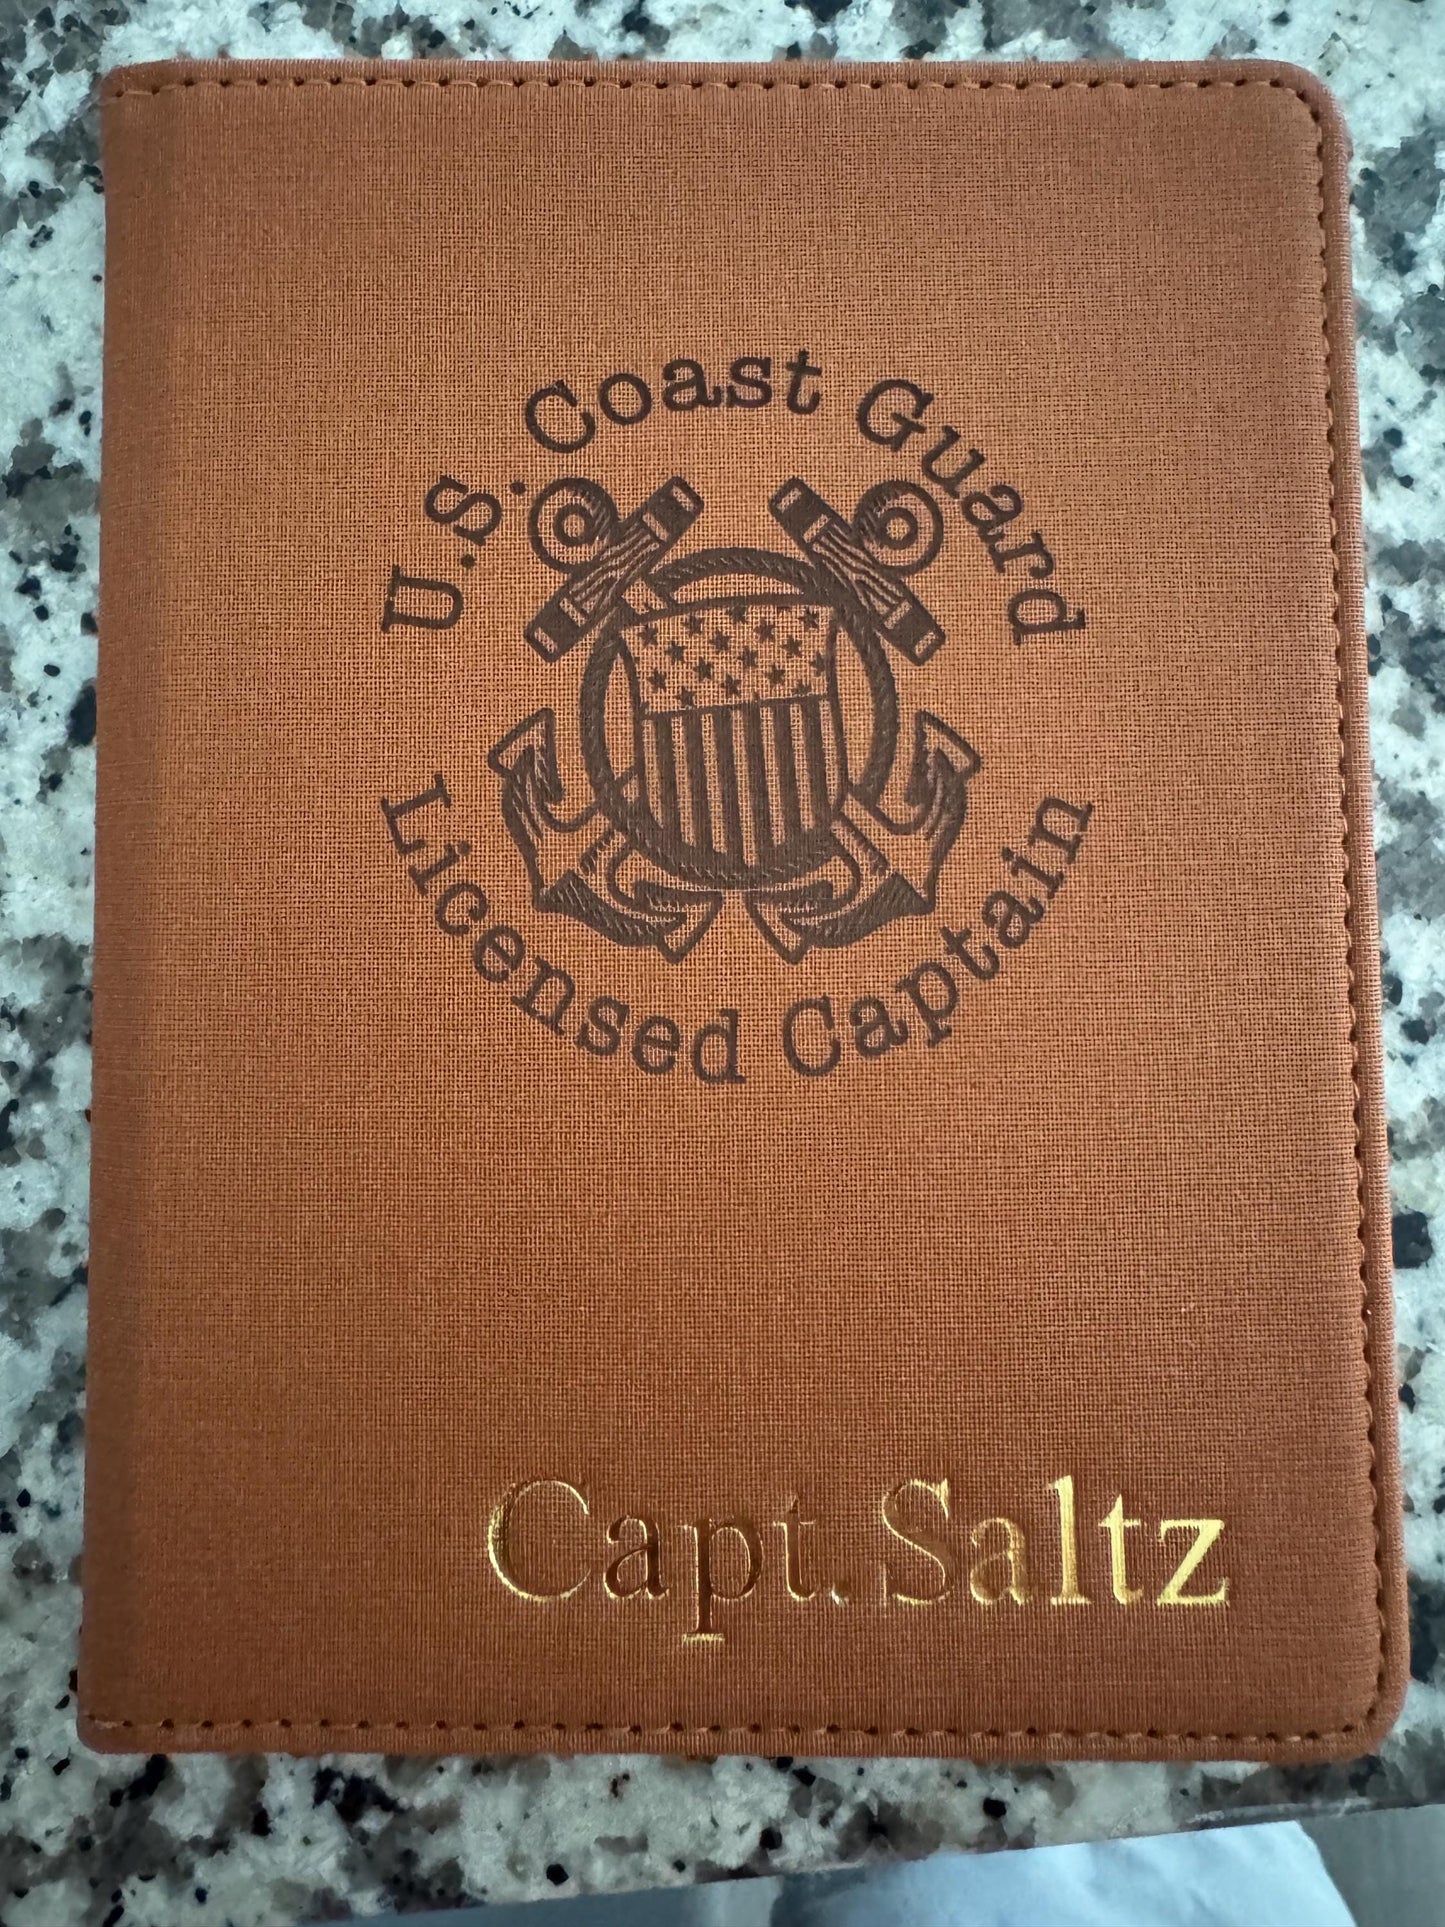 U.S. Coast Guard
Licensed Captain
Capt. Saltz